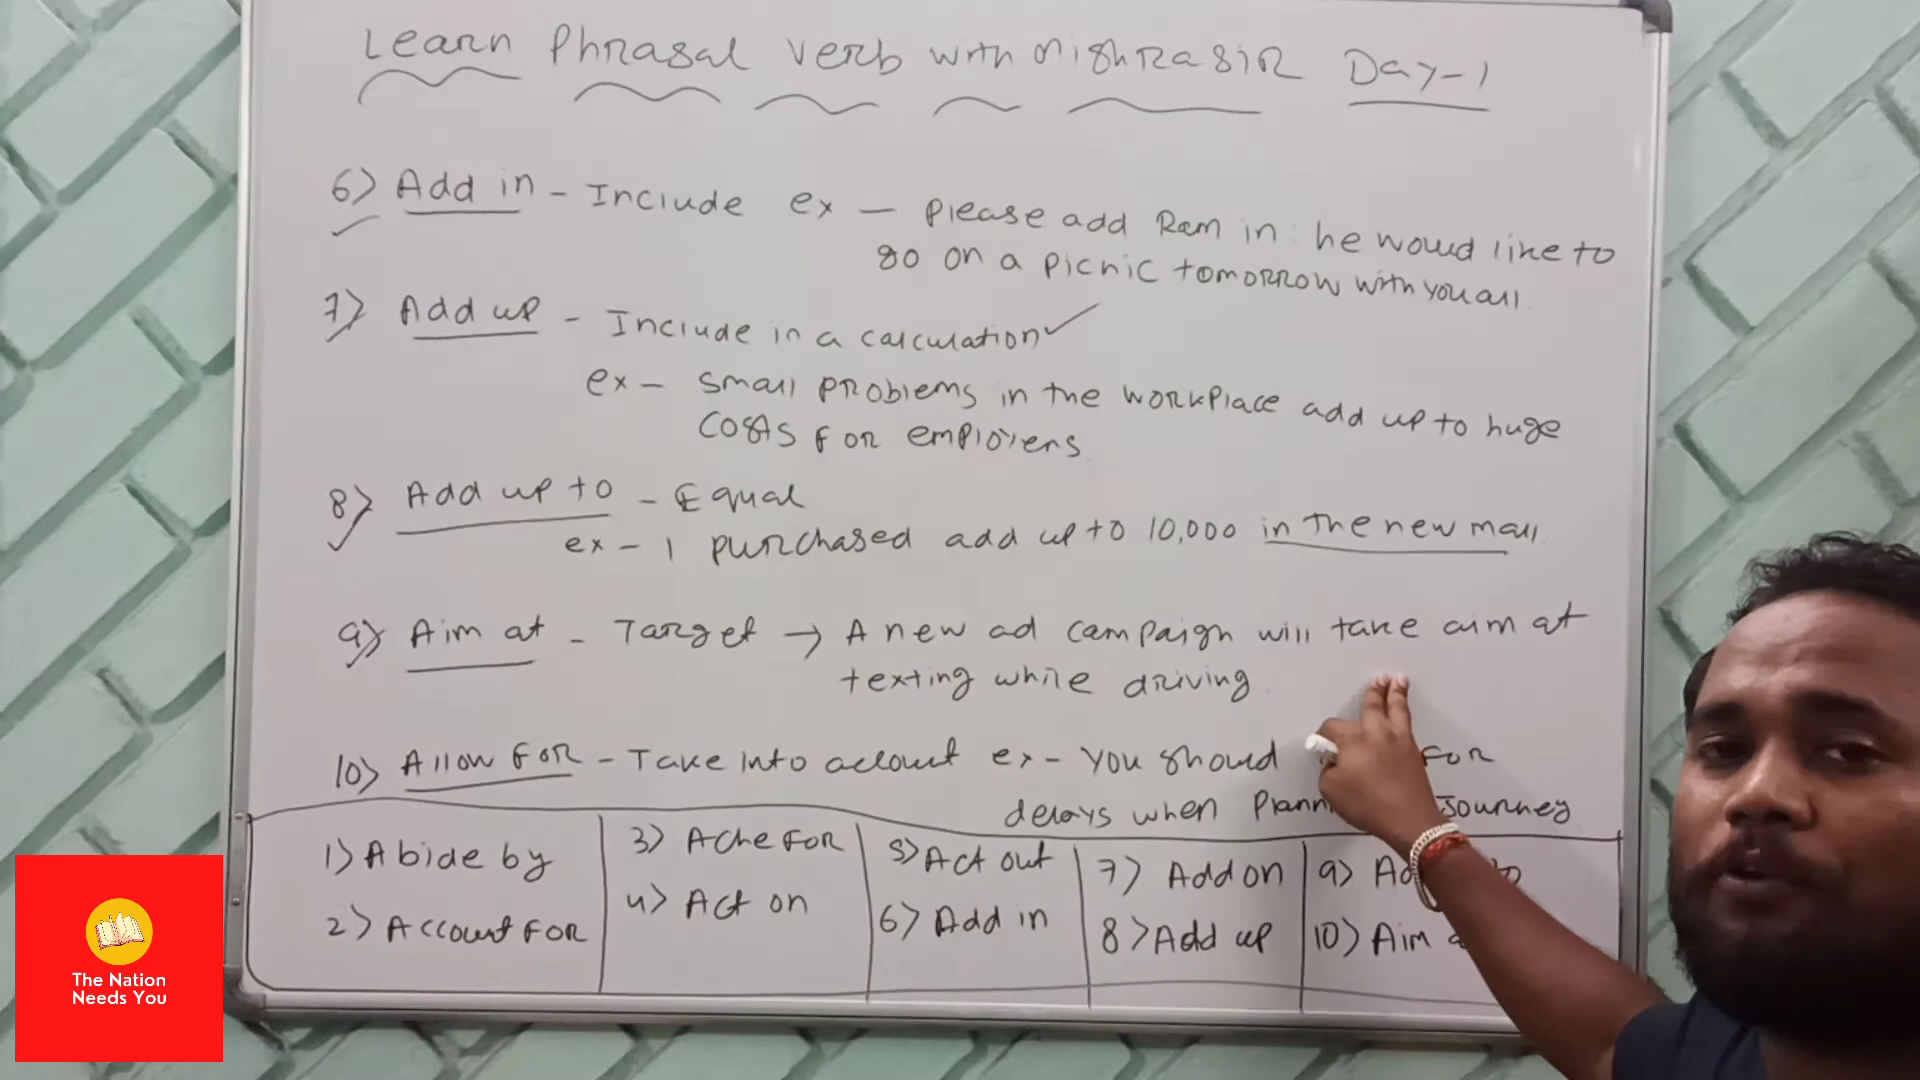 Learn Phrasal verb with Mishra sir Day-1
6) Add in - Include ex - please add Ram in he would like to
go on a picnic tomorrow with you all
7) Add up - Include in a calculation
ex - small problems in the workplace add up to huge
costs for employers
8) Add up to - Equal
ex - I purchased add up to 10,000 in the new mall
9) Aim at - Target → A new ad campaign will take aim at
texting while driving
10) Allow for - Take into account ex - You should for
delays when journey
1) Abide by
2) Account for
3) Ache for
4) Act on
5) Act out
6) Add in
7) Add on
8) Add up
9)
10) Aim
The Nation
Needs You